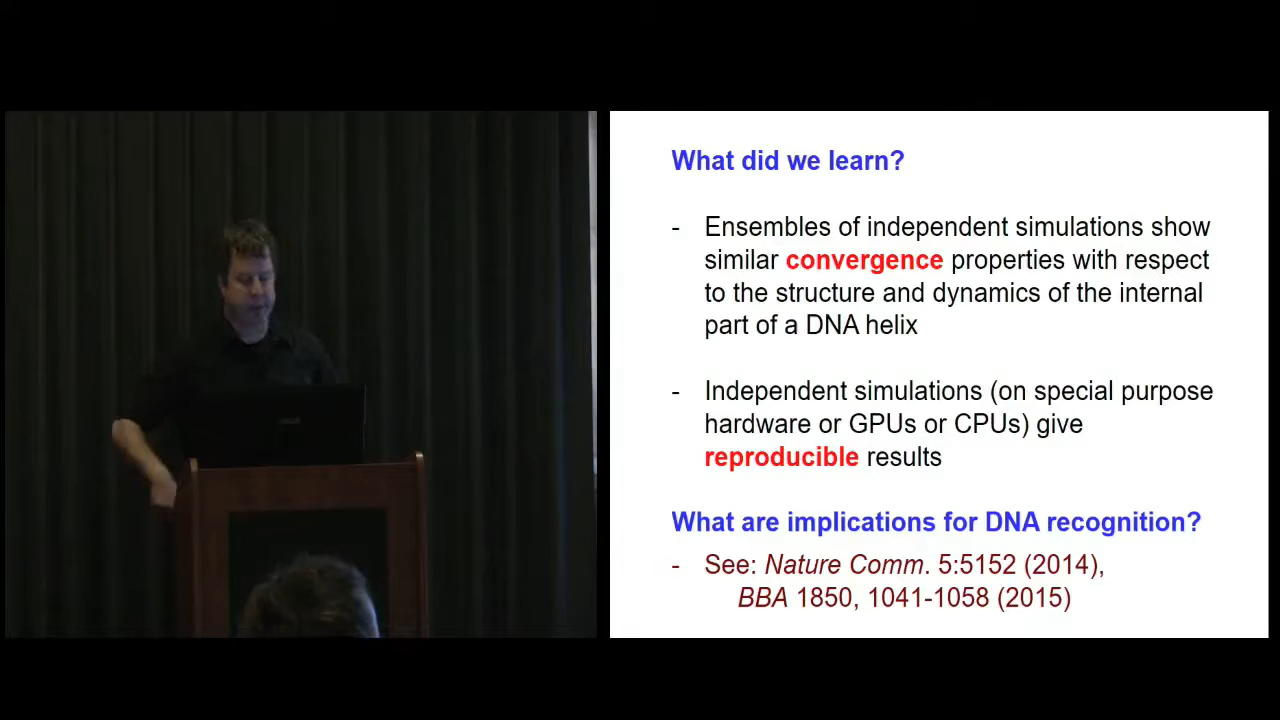 What did we learn?
- Ensembles of independent simulations show
similar convergence properties with respect
to the structure and dynamics of the internal
part of a DNA helix
- Independent simulations (on special purpose
hardware or GPUs or CPUs) give
reproducible results
What are implications for DNA recognition?
- See: Nature Comm. 5:5152 (2014),
BBA 1850, 1041-1058 (2015)